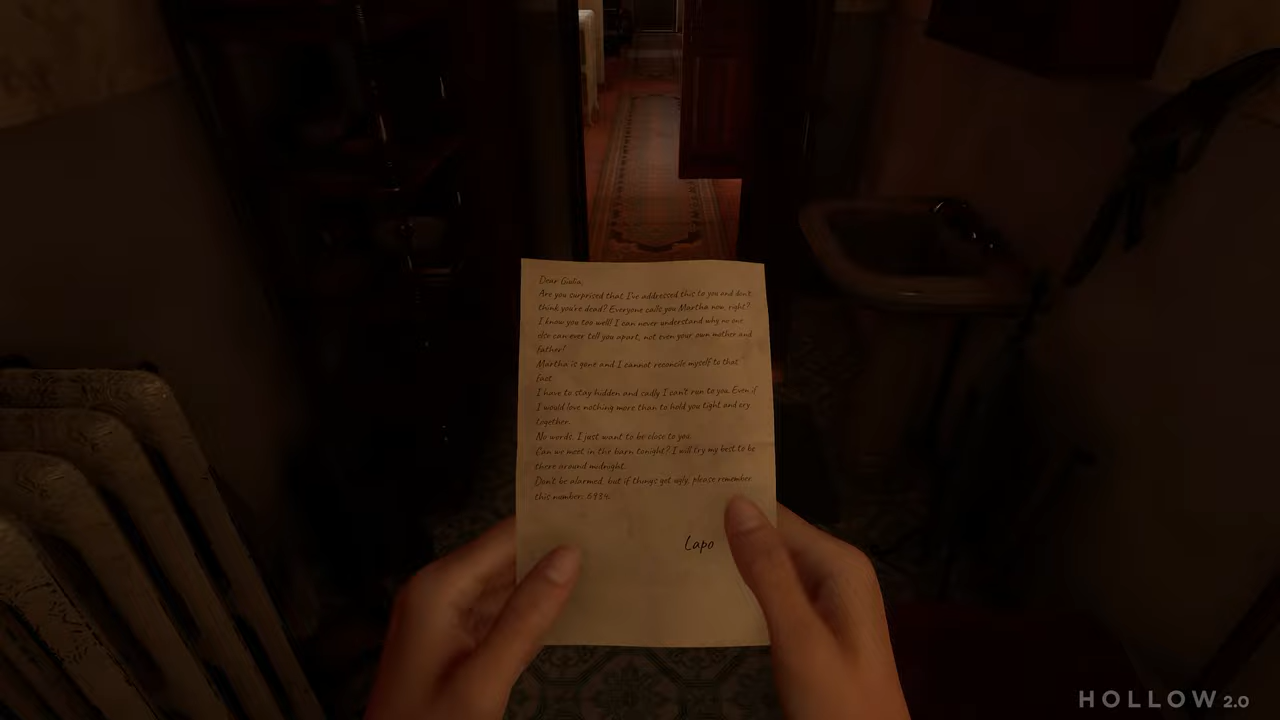 Dear Giulia,
Are you surprised that I've addressed this to you and don't
think you're dead? Everyone calls you Martha now, right?
I know you too well! I can never understand why no one
else can ever tell you apart, not even your own mother and
father!
Martha is gone and I cannot reconcile myself to that
fact.
I have to stay hidden and sadly I can't run to you. Even if
I would love nothing more than to hold you tight and cry
together.
No words. I just want to be close to you.
Can we meet in the barn tonight? I will try my best to be
there around midnight.
Don't be alarmed, but if things get ugly, please rmember
this number: 6934.
Lapo
HOLLOW 2.0